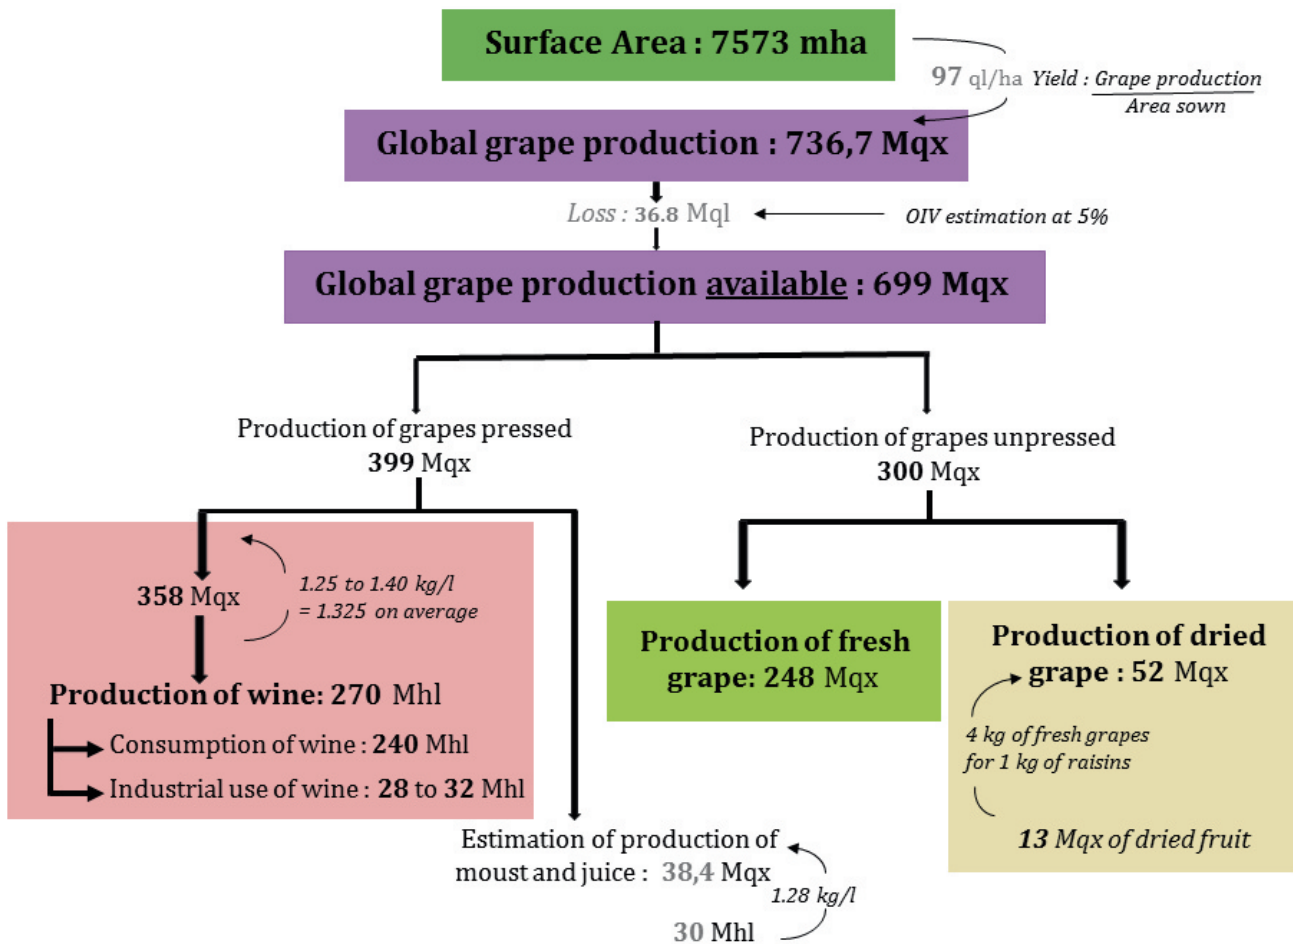 Surface Area : 7573 mha
97 ql/ha Yield : Grape production
Area sown
Global grape production : 736,7 Mqx
Loss : 36.8 Mql
OIV estimation at 5%
Global grape production available : 699 Mqx
Production of grapes pressed
399 Mqx
Production of grapes unpressed
300 Mqx
358 Mqx
1.25 to 1.40 kg/l
= 1.325 on average
Production of wine: 270 Mhl
Consumption of wine : 240 Mhl
Industrial use of wine : 28 to 32 Mhl
Estimation of production of
moust and juice : 38,4 Mqx
1.28 kg/l
30 Mhl
Production of fresh
grape: 248 Mqx
Production of dried
grape : 52 Mqx
4 kg of fresh grapes
for 1 kg of raisins
13 Mqx of dried fruit